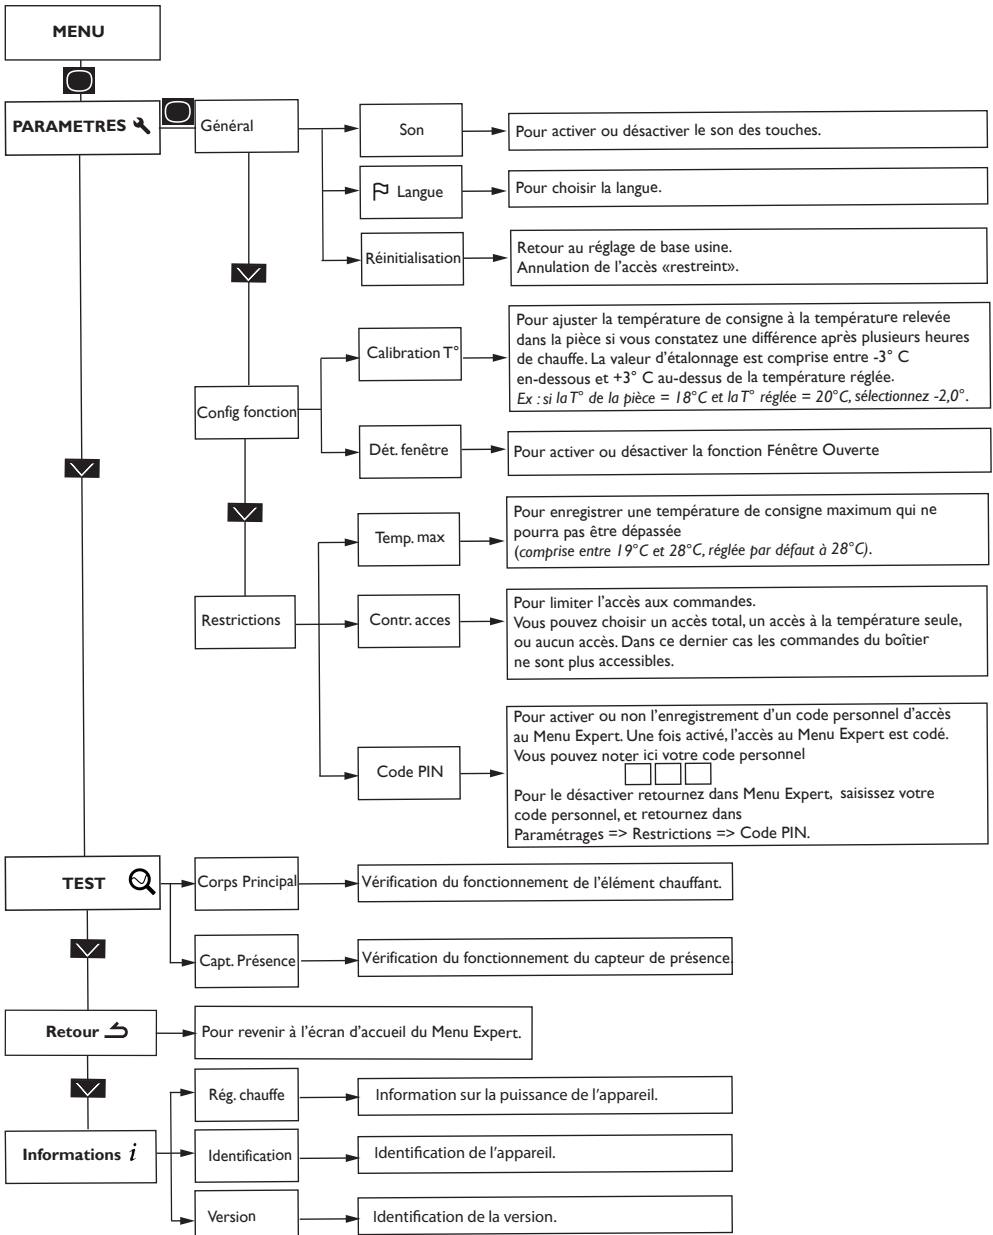 MENU
PARAMETRES
Général
Son
Pour activer ou désactiver le son des touches.
Langue
Pour choisir la langue.
Réinitialisation
Retour au réglage de base usine.
Annulation de l'accès «restreint».
Config fonction
Calibration T°
Pour ajuster la température de consigne à la température relevée
dans la pièce si vous constatez une différence après plusieurs heures
de chauffe. La valeur d'étalonnage est comprise entre -3° C
en-dessous et +3° C au-dessus de la température réglée.
Ex : si la T° de la pièce = 18°C et la T° réglée = 20°C, sélectionnez -2,0°.
Dét. fenêtre
Pour activer ou désactiver la fonction Fénêtre Ouverte
Restrictions
Temp. max
Pour enregistrer une température de consigne maximum qui ne
pourra pas être dépassée
(comprise entre 19°C et 28°C, réglée par défaut à 28°C).
Contr. acces
Pour limiter l'accès aux commandes.
Vous pouvez choisir un accès total, un accès à la température seule,
ou aucun accès. Dans ce dernier cas les commandes du boîtier
ne sont plus accessibles.
Code PIN
Pour activer ou non l'enregistrement d'un code personnel d'accès
au Menu Expert. Une fois activé, l'accès au Menu Expert est codé.
Vous pouvez noter ici votre code personnel
Pour le désactiver retournez dans Menu Expert, saisissez votre
code personnel, et retournez dans
Paramétrages => Restrictions => Code PIN.
TEST
Corps Principal
Vérification du fonctionnement de l'élément chauffant.
Capt. Présence
Vérification du fonctionnement du capteur de présence.
Retour
Pour revenir à l'écran d'accueil du Menu Expert.
Informations i
Rég. chauffe
Information sur la puissance de l'appareil.
Identification
Identification de l'appareil.
Version
Identification de la version.